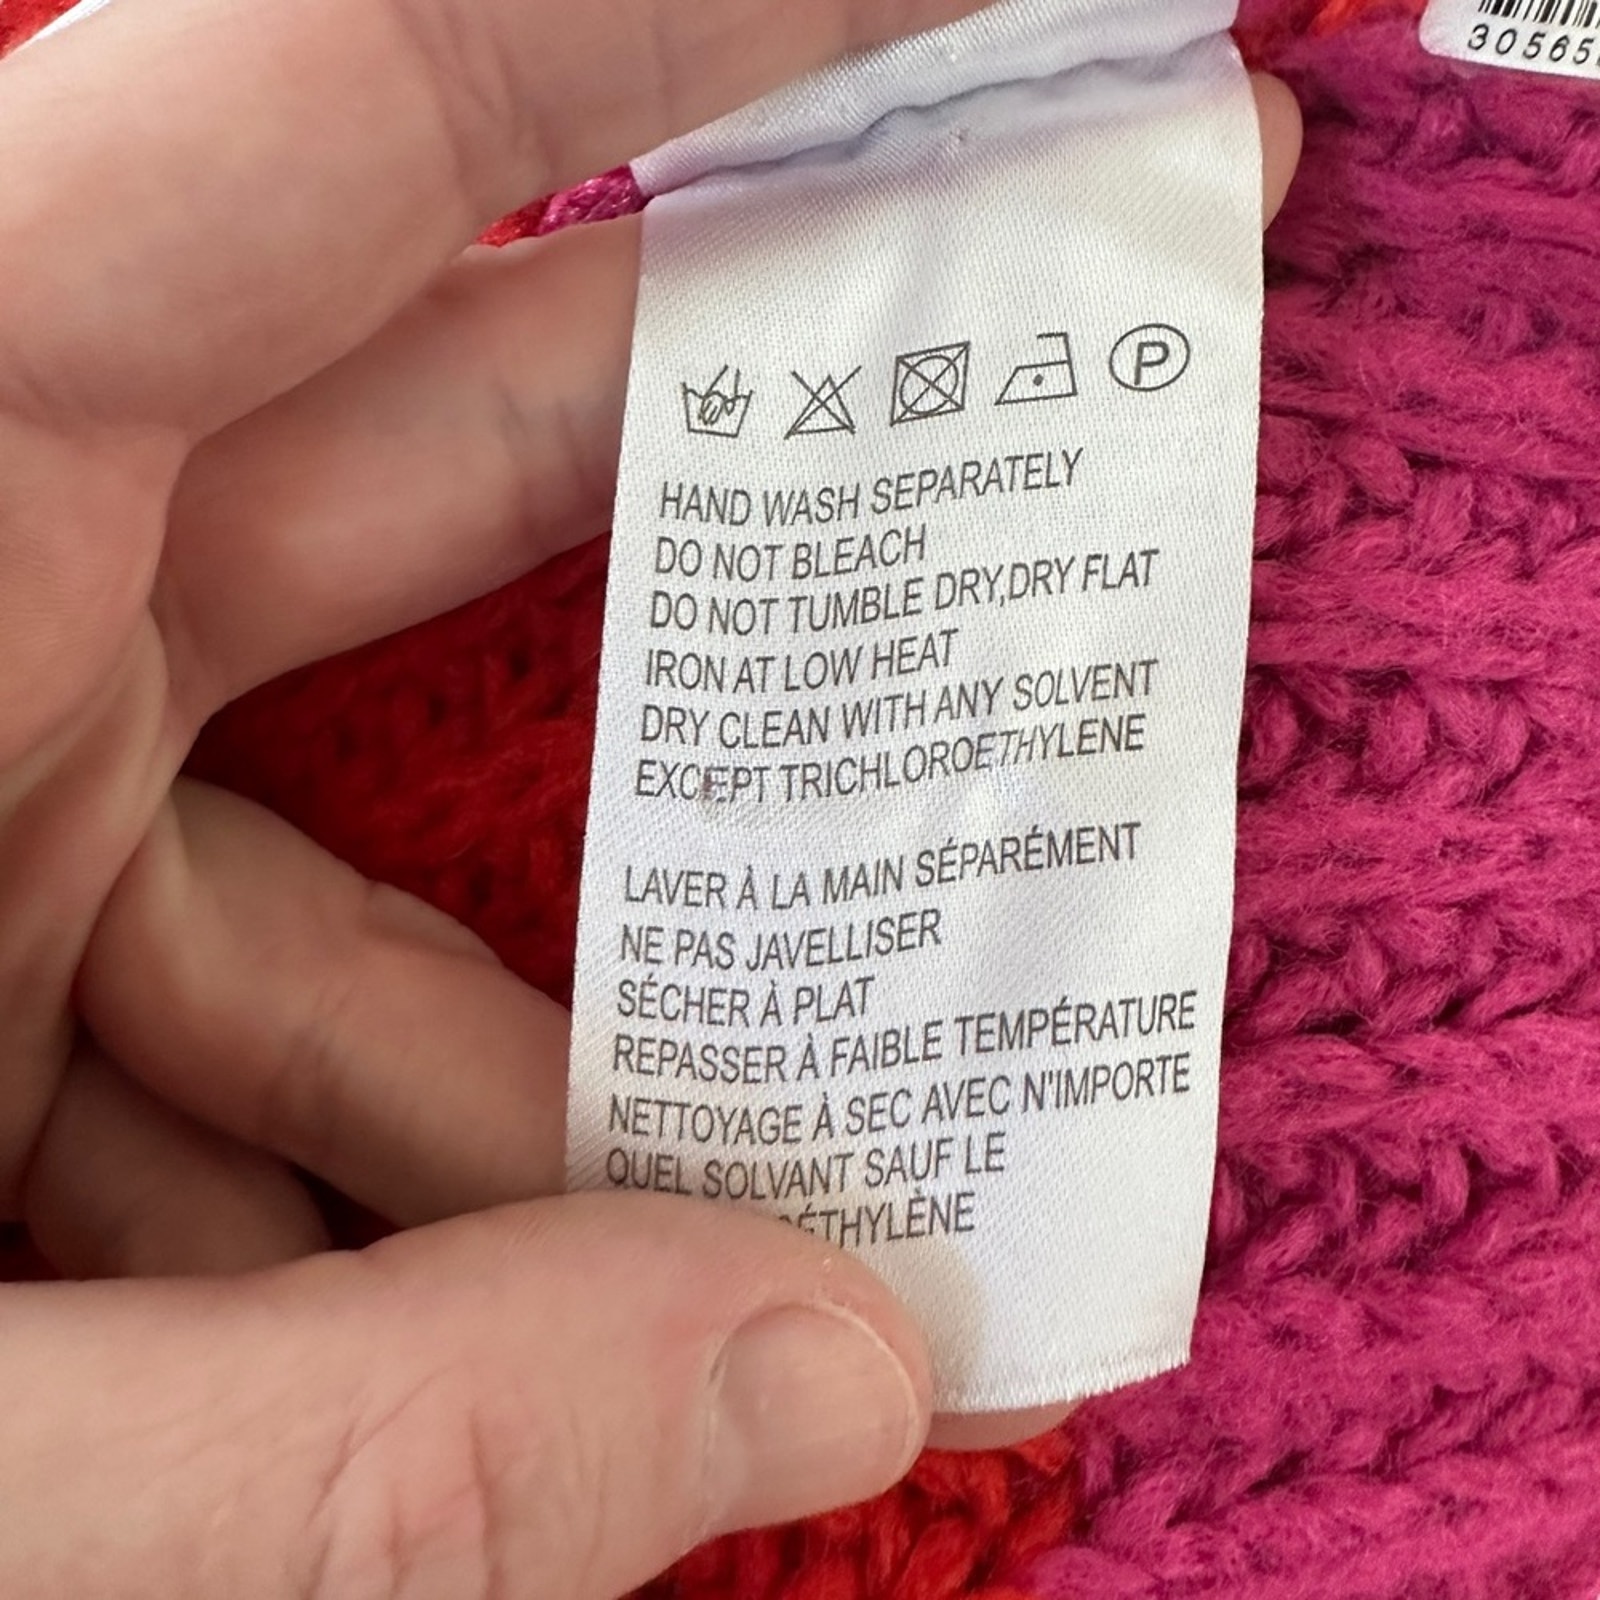 30565
P
HAND WASH SEPARATELY
DO NOT BLEACH
DO NOT TUMBLE DRY,DRY FLAT
IRON AT LOW HEAT
DRY CLEAN WITH ANY SOLVENT
EXCEPT TRICHLOROETHYLENE
LAVER À LA MAIN SÉPARÉMENT
NE PAS JAVELLISER
SÉCHER À PLAT
REPASSER À FAIBLE TEMPÉRATURE
NETTOYAGE À SEC AVEC N'IMPORTE
QUEL SOLVANT SAUF LE